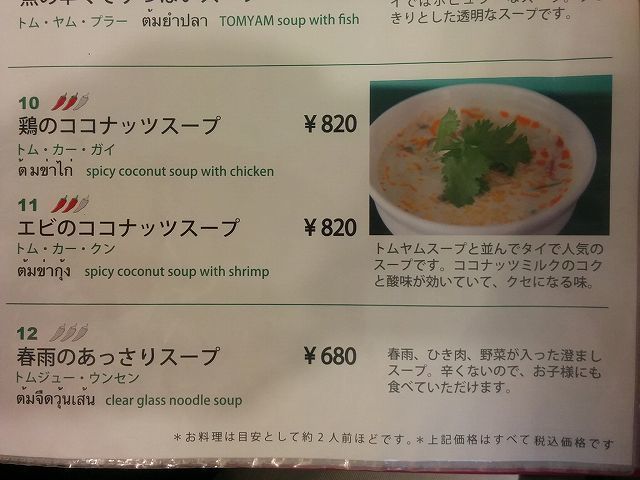 トム・ヤム・プラー ต้มยำปลา TOMYAM soup with fish
きりとした透明なスープです。
10
鶏のココナッツスープ ¥820
トム・カー・ガイ
ต้มข่าไก่ spicy coconut soup with chicken
11
エビのココナッツスープ ¥820
トム・カー・クン
ต้มข่ากุ้ง spicy coconut soup with shrimp
トムヤムスープと並んでタイで人気の
スープです。ココナッツミルクのコク
と酸味が効いていて、クセになる味。
12
春雨のあっさりスープ ¥680
トムジュー・ウンセン
ต้มจืดวุ้นเส้น clear glass noodle soup
春雨、ひき肉、野菜が入った澄まし
スープ。辛くないので、お子様にも
食べていただけます。
＊お料理は目安として約2人前ほどです。＊上記価格はすべて税込価格です